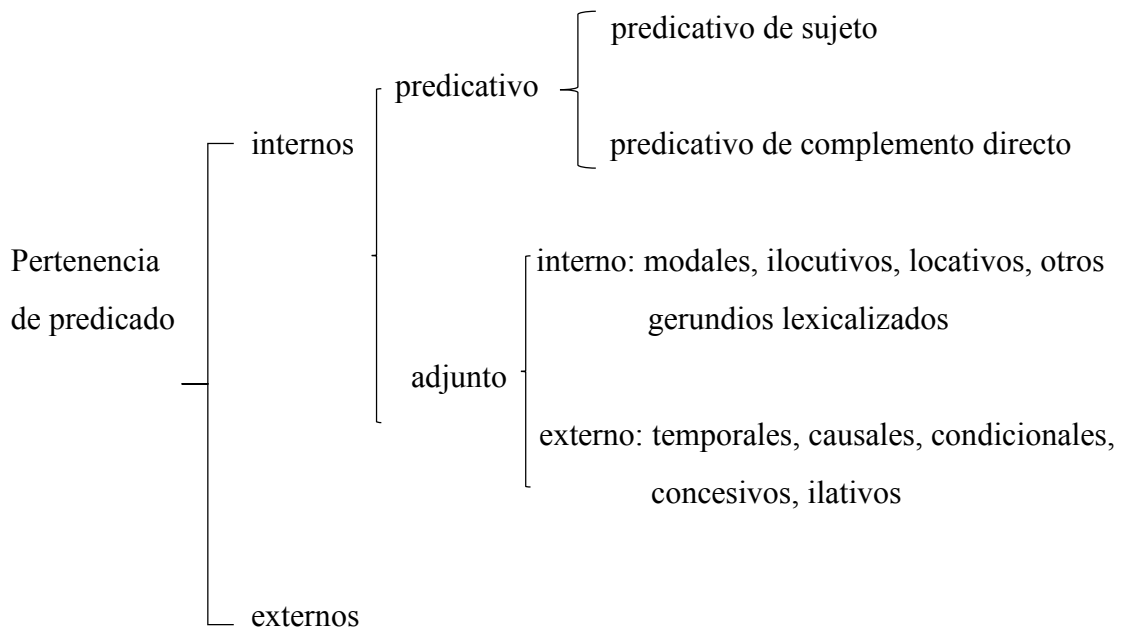 predicativo de sujeto
predicativo
internos
predicativo de complemento directo
Pertenencia
de predicado
interno: modales, ilocutivos, locativos, otros
gerundios lexicalizados
adjunto
externo: temporales, causales, condicionales,
concesivos, ilativos
externos